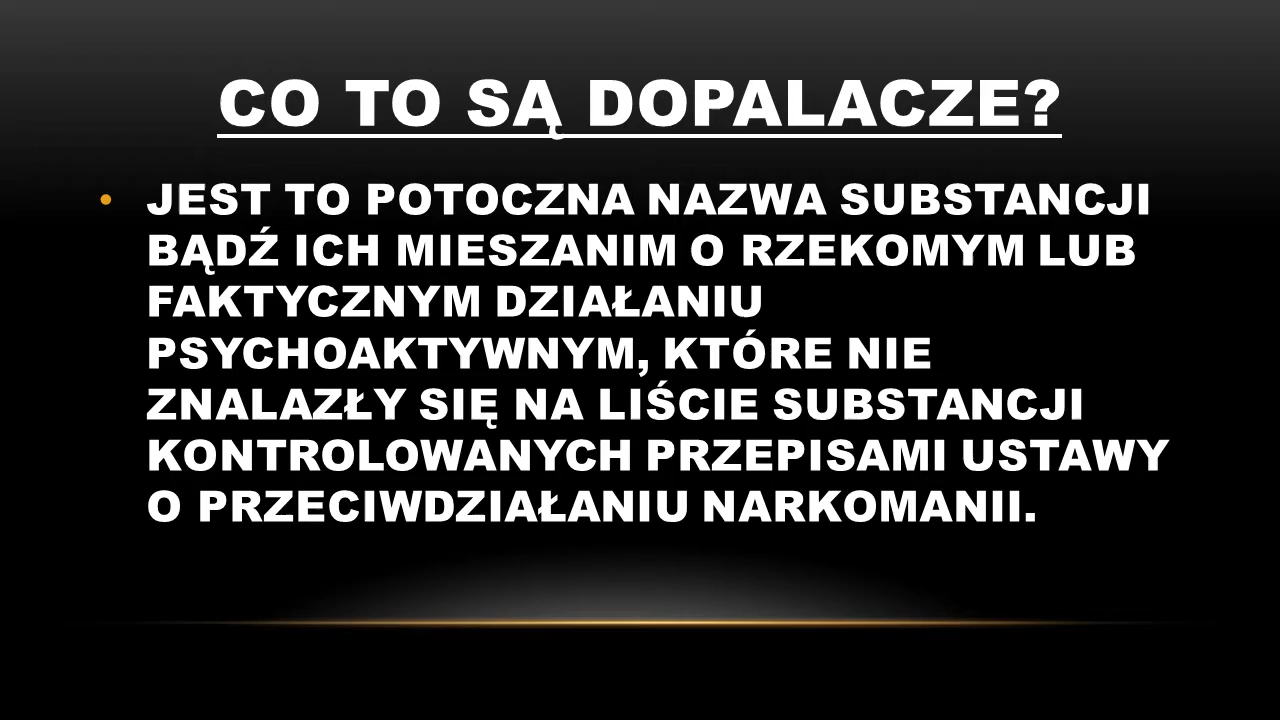 CO TO SĄ DOPALACZE?
• JEST TO POTOCZNA NAZWA SUBSTANCJI
BĄDŹ ICH MIESZANIM O RZEKOMYM LUB
FAKTYCZNYM DZIAŁANIU
PSYCHOAKTYWNYM, KTÓRE NIE
ZNALAZŁY SIĘ NA LIŚCIE SUBSTANCJI
KONTROLOWANYCH PRZEPISAMI USTAWY
O PRZECIWDZIAŁANIU NARKOMANII.